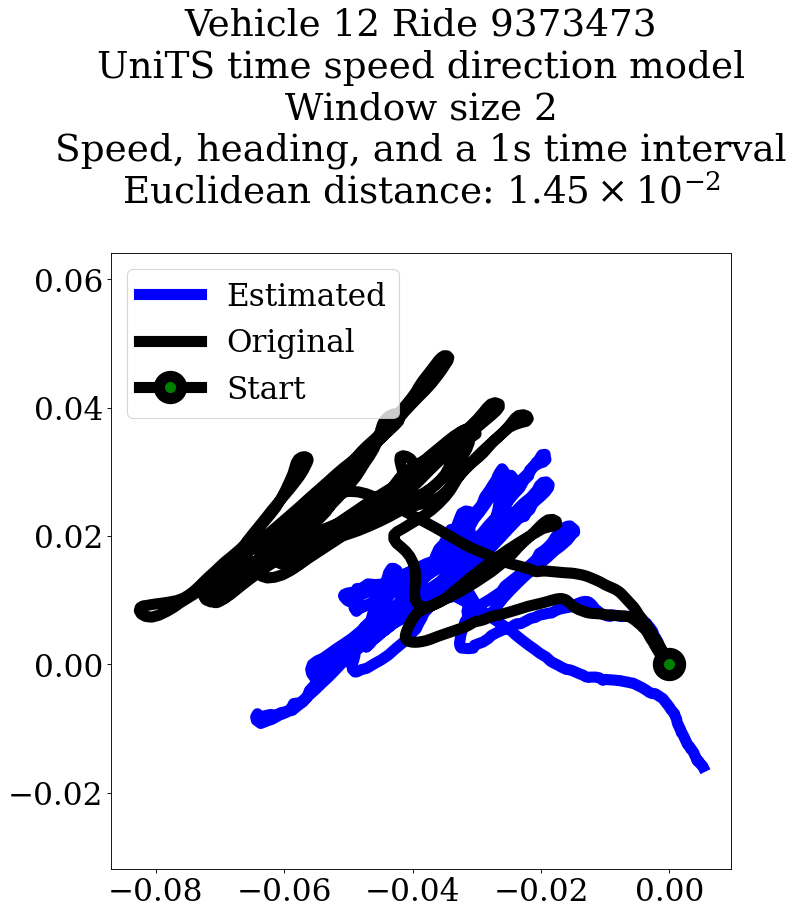 Vehicle 12 Ride 9373473
UniTS time speed direction model
Window size 2
Speed, heading, and a 1s time interval
Euclidean distance: 1.45 × 10⁻²
Estimated
Original
Start
0.06
0.04
0.02
0.00
−0.02
−0.08 −0.06 −0.04 −0.02 0.00